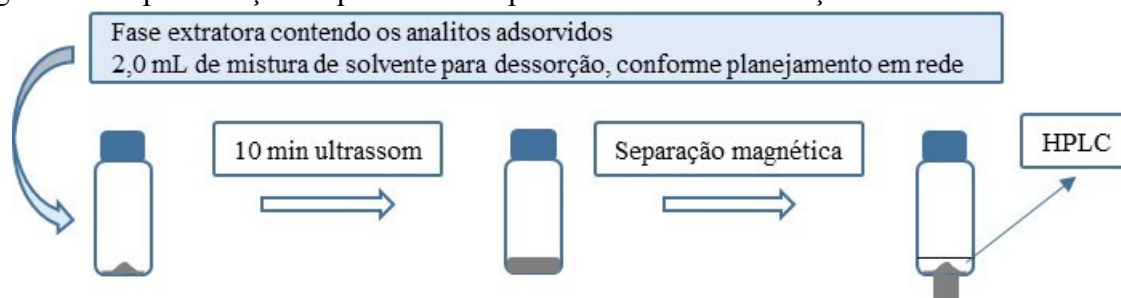 Fase extratora contendo os analitos adsorvidos
2,0 mL de mistura de solvente para dessorção, conforme planejamento em rede
10 min ultrassom
Separação magnética
HPLC